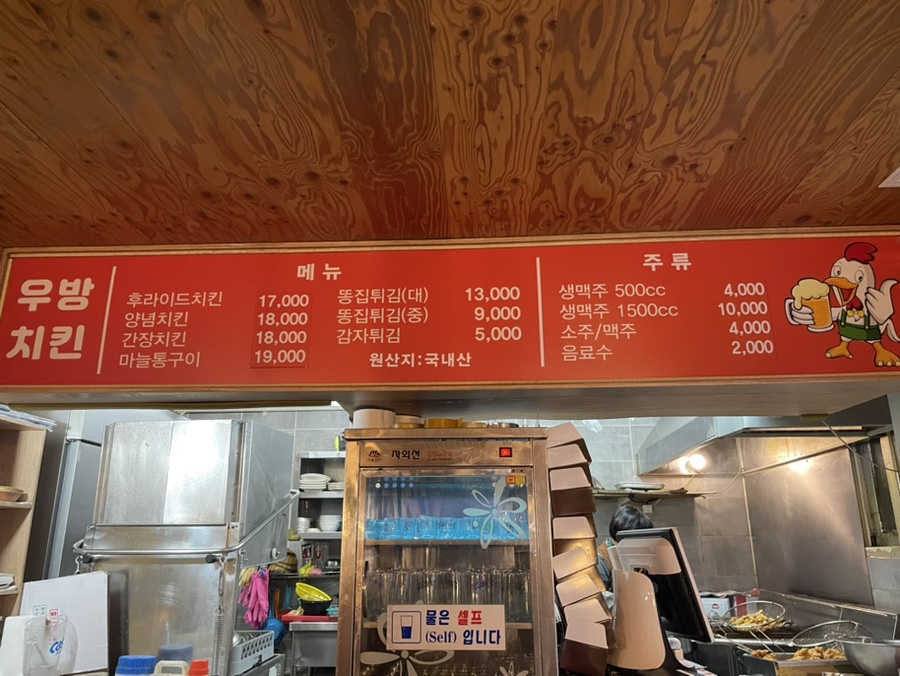 우방
치킨
메뉴
후라이드치킨 17,000
양념치킨 18,000
간장치킨 18,000
마늘통구이 19,000
똥집튀김(대) 13,000
똥집튀김(중) 9,000
감자튀김 5,000
원산지:국내산
주류
생맥주 500cc 4,000
생맥주 1500cc 10,000
소주/맥주 4,000
음료수 2,000
자외선
물은 셀프
(Self) 입니다